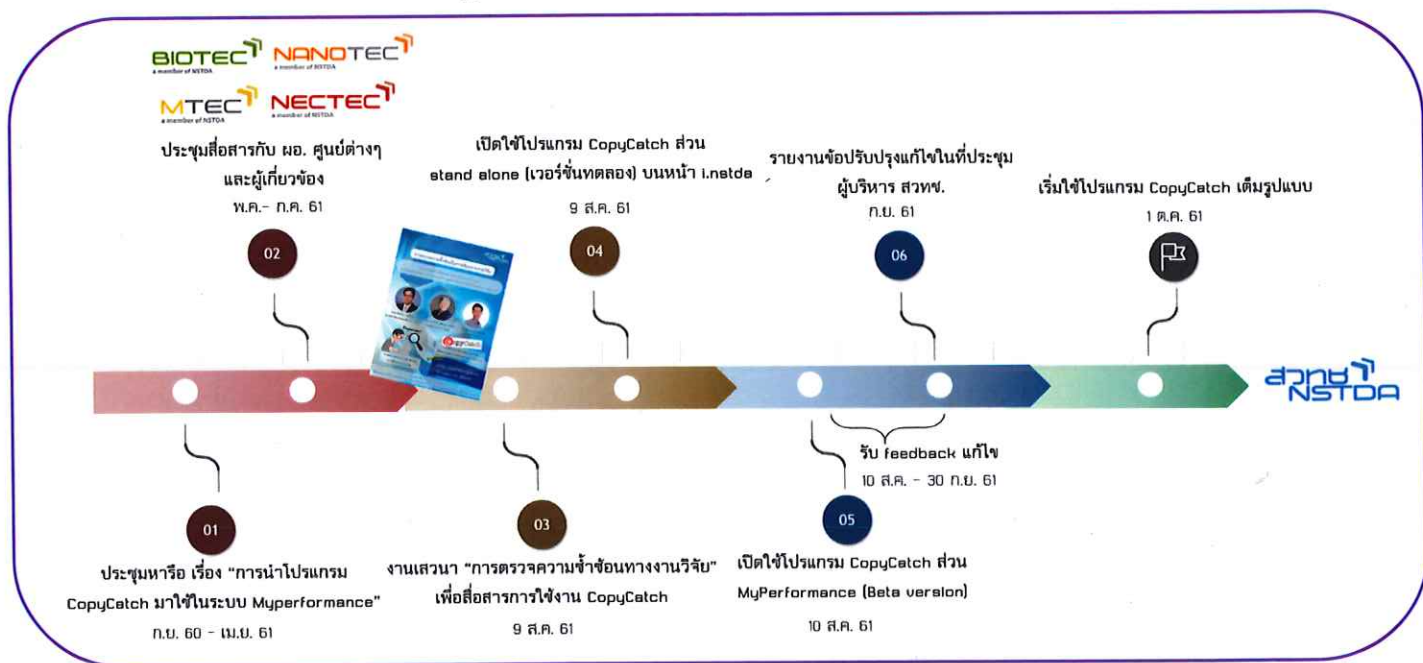 BIOTEC
a member of NSTDA
NANOTEC
a member of NSTDA
MTEC
a member of NSTDA
NECTEC
a member of NSTDA
ประชุมสื่อสารกับ ผอ. ศูนย์ต่างๆ
และผู้เกี่ยวข้อง
พ.ค.– ก.ค. 61
02
เปิดใช้โปรแกรม CopyCatch ส่วน
stand alone (เวอร์ชั่นทดลอง) บนหน้า i.nstda
9 ส.ค. 61
04
รายงานข้อปรับปรุงแก้ไขในที่ประชุม
ผู้บริหาร สวทช.
ก.ย. 61
06
เริ่มใช้โปรแกรม CopyCatch เต็มรูปแบบ
1 ต.ค. 61
สวทช
NSTDA
รับ feedback แก้ไข
10 ส.ค. – 30 ก.ย. 61
01
ประชุมหารือ เรื่อง “การนำโปรแกรม
CopyCatch มาใช้ในระบบ Myperformance”
ก.ย. 60 – เม.ย. 61
03
งานเสวนา “การตรวจความซ้ำซ้อนทางงานวิจัย”
เพื่อสื่อสารการใช้งาน CopyCatch
9 ส.ค. 61
05
เปิดใช้โปรแกรม CopyCatch ส่วน
MyPerformance (Beta version)
10 ส.ค. 61